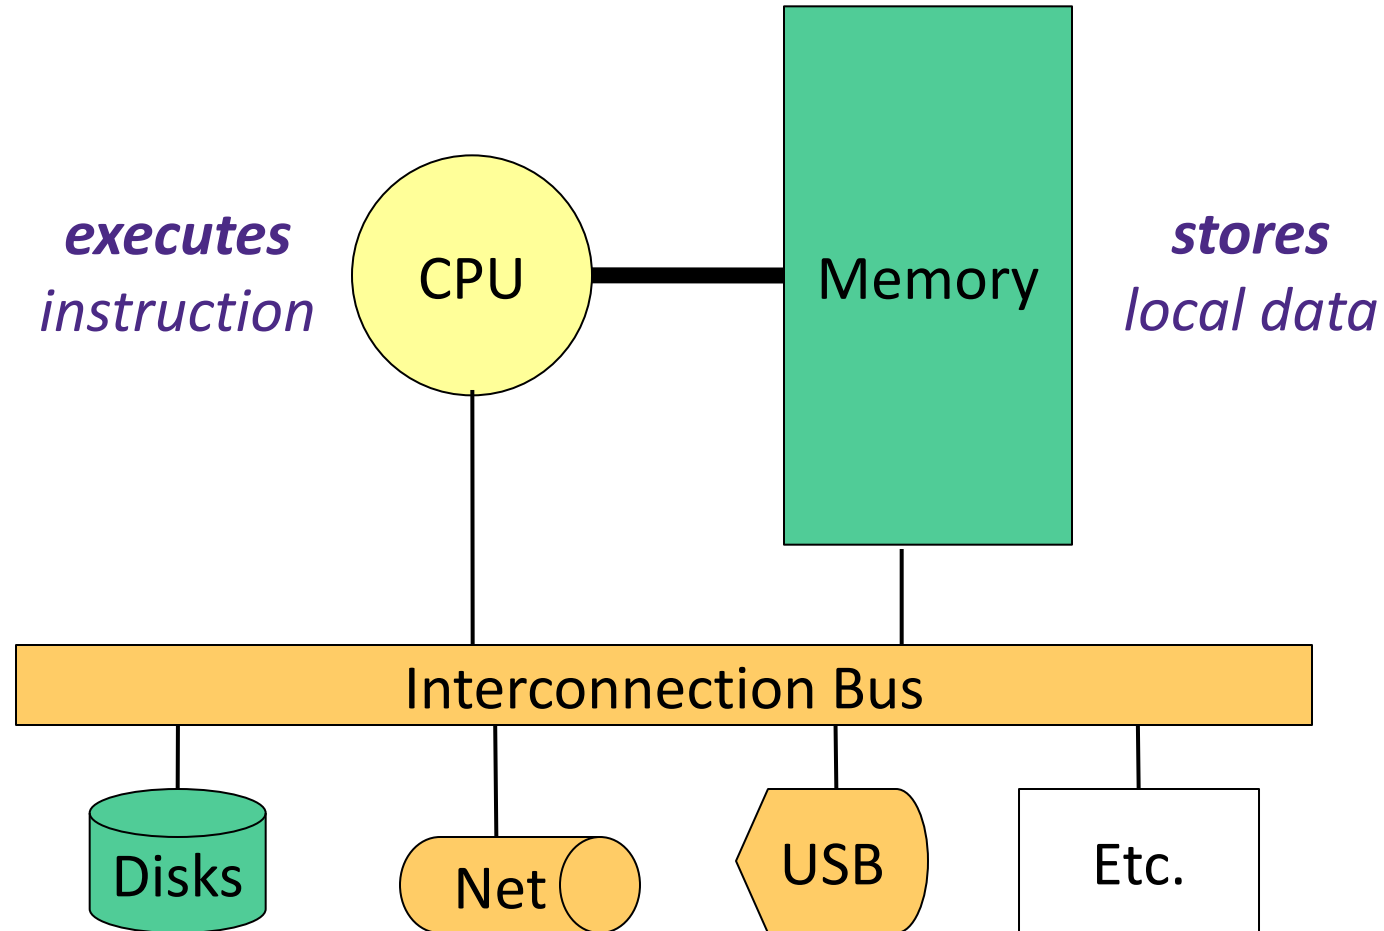 executes
instruction
CPU
Memory
stores
local data
Interconnection Bus
Disks
Net
USB
Etc.